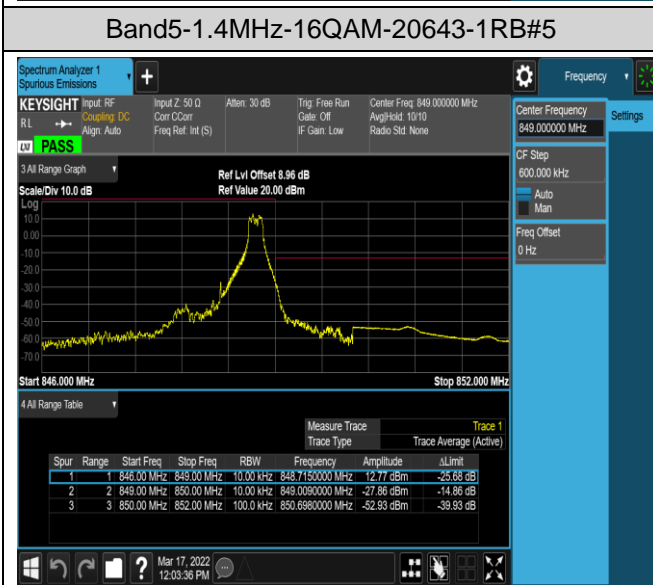 Band5-1.4MHz-16QAM-20643-1RB#5
Spectrum Analyzer 1
Spurious Emissions
+
Frequency
KEYSIGHT Input: RF Input Z: 50 Ω Atten: 30 dB Trig: Free Run Center Freq: 849.000000 MHz
RL Coupling: DC Corr CCorr Gate: Off Avg|Hold: 10/10
Align: Auto Freq Ref: Int (S) IF Gain: Low Radio Std: None
LXI PASS
Center Frequency
849.000000 MHz
Settings
CF Step
600.000 kHz
Auto
Man
Freq Offset
0 Hz
3 All Range Graph
Ref Lvl Offset 8.96 dB
Scale/Div 10.0 dB Ref Value 20.00 dBm
Log
10.0
0.00
-10.0
-20.0
-30.0
-40.0
-50.0
-60.0
-70.0
Start 846.000 MHz Stop 852.000 MHz
4 All Range Table
Measure Trace Trace 1
Trace Type Trace Average (Active)
Spur Range Start Freq Stop Freq RBW Frequency Amplitude ΔLimit
1 1 846.00 MHz 849.00 MHz 10.00 kHz 848.7150000 MHz 12.77 dBm -25.68 dB
2 2 849.00 MHz 850.00 MHz 10.00 kHz 849.0090000 MHz -27.86 dBm -14.86 dB
3 3 850.00 MHz 852.00 MHz 100.0 kHz 850.6980000 MHz -52.93 dBm -39.93 dB
?
Mar 17, 2022
12:03:36 PM